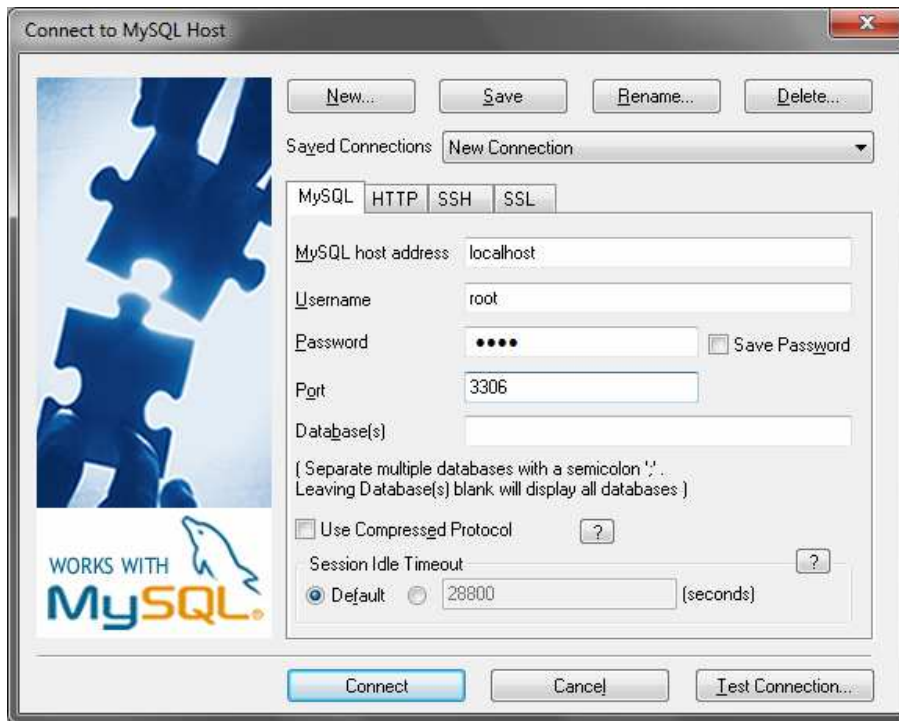 Connect to MySQL Host
New... Save Rename... Delete...
Saved Connections New Connection
MySQL HTTP SSH SSL
MySQL host address localhost
Username root
Password •••• Save Password
Port 3306
Database(s)
( Separate multiple databases with a semicolon ';' .
Leaving Database(s) blank will display all databases )
Use Compressed Protocol ?
Session Idle Timeout ?
Default 28800 (seconds)
WORKS WITH
MySQL®
Connect Cancel Test Connection...